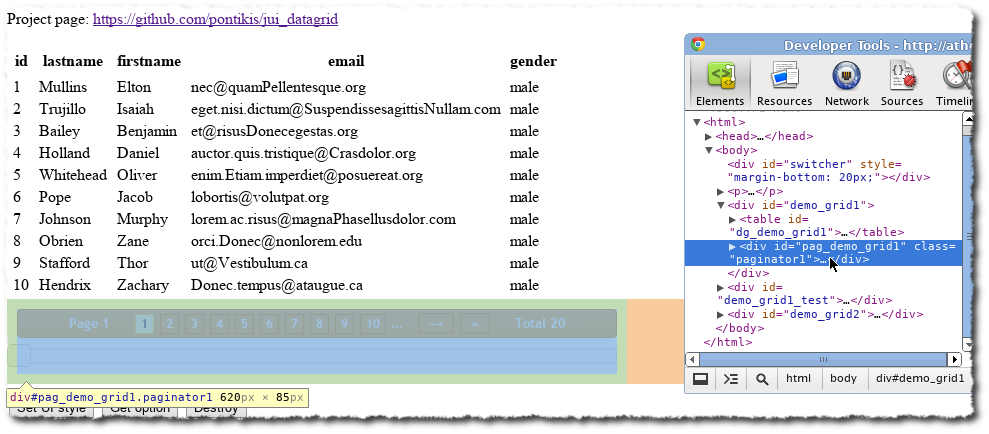 Project page: https://github.com/pontikis/jui_datagrid
id lastname firstname email gender
1 Mullins Elton nec@quamPellentesque.org male
2 Trujillo Isaiah eget.nisi.dictum@SuspendissesagittisNullam.com male
3 Bailey Benjamin et@risusDonecegestas.org male
4 Holland Daniel auctor.quis.tristique@Crasdolor.org male
5 Whitehead Oliver enim.Etiam.imperdiet@posuereat.org male
6 Pope Jacob lobortis@volutpat.org male
7 Johnson Murphy lorem.ac.risus@magnaPhasellusdolor.com male
8 Obrien Zane orci.Donec@nonlorem.edu male
9 Stafford Thor ut@Vestibulum.ca male
10 Hendrix Zachary Donec.tempus@ataugue.ca male
Page 1 1 2 3 4 5 6 7 8 9 10 ... → » Total 20
div#pag_demo_grid1.paginator1 620px × 85px
Set UI style Get option Destroy
Developer Tools - http://athe
Elements Resources Network Sources Timelin
▼<html>
▶<head>…</head>
▼<body>
<div id="switcher" style=
"margin-bottom: 20px;"></div>
▶<p>…</p>
▼<div id="demo_grid1">
▶<table id=
"dg_demo_grid1">…</table>
▶<div id="pag_demo_grid1" class=
"paginator1">…</div>
</div>
▶<div id=
"demo_grid1_test">…</div>
▶<div id="demo_grid2">…</div>
</body>
</html>
html body div#demo_grid1